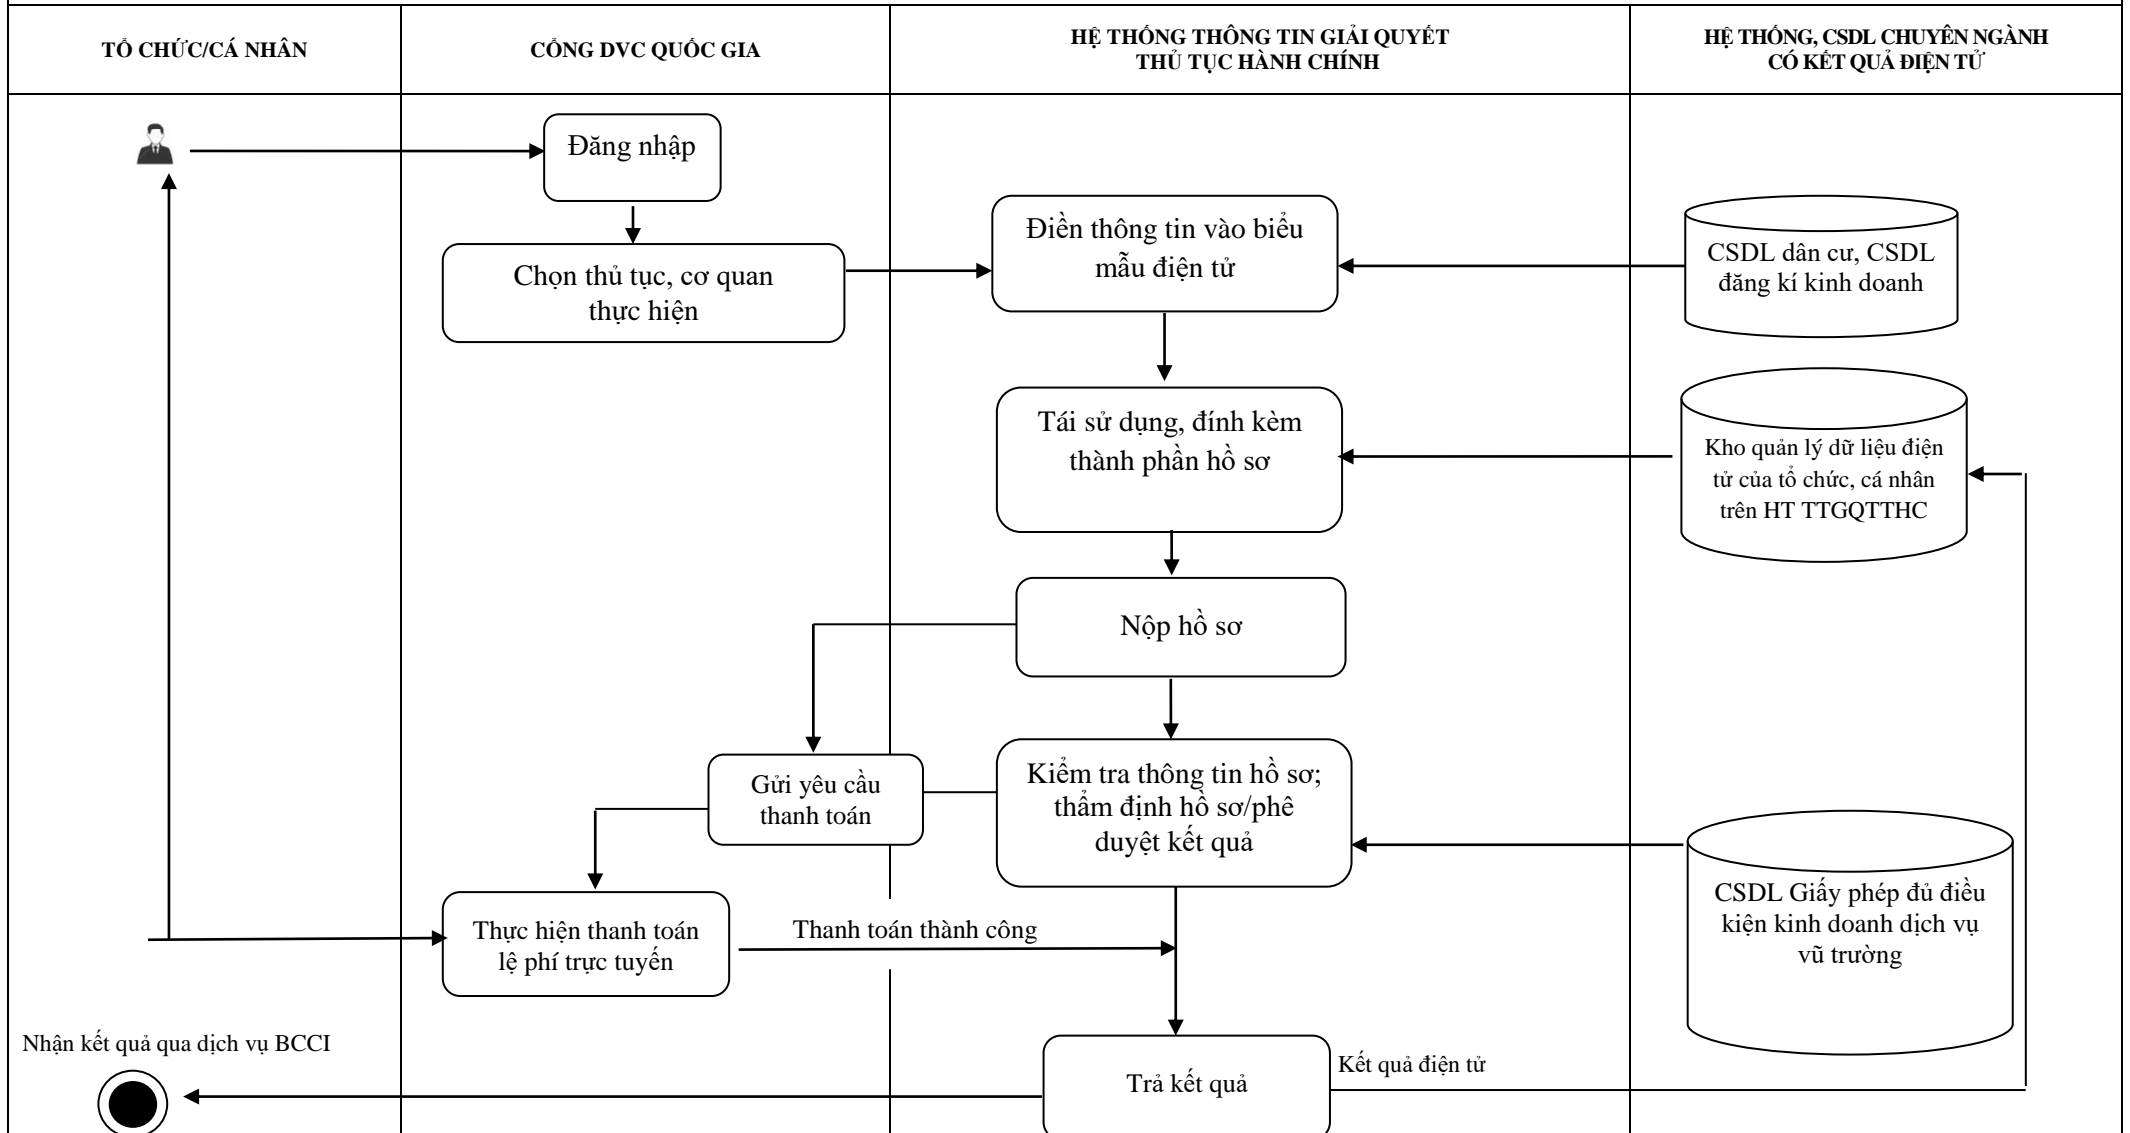 TỔ CHỨC/CÁ NHÂN
CỔNG DVC QUỐC GIA
HỆ THỐNG THÔNG TIN GIẢI QUYẾT
THỦ TỤC HÀNH CHÍNH
HỆ THỐNG, CSDL CHUYÊN NGÀNH
CÓ KẾT QUẢ ĐIỆN TỬ
Đăng nhập
Chọn thủ tục, cơ quan
thực hiện
Điền thông tin vào biểu
mẫu điện tử
CSDL dân cư, CSDL
đăng kí kinh doanh
Tái sử dụng, đính kèm
thành phần hồ sơ
Kho quản lý dữ liệu điện
tử của tổ chức, cá nhân
trên HT TTGQTTHC
Nộp hồ sơ
Gửi yêu cầu
thanh toán
Kiểm tra thông tin hồ sơ;
thẩm định hồ sơ/phê
duyệt kết quả
CSDL Giấy phép đủ điều
kiện kinh doanh dịch vụ
vũ trường
Thực hiện thanh toán
lệ phí trực tuyến
Thanh toán thành công
Nhận kết quả qua dịch vụ BCCI
Trả kết quả
Kết quả điện tử